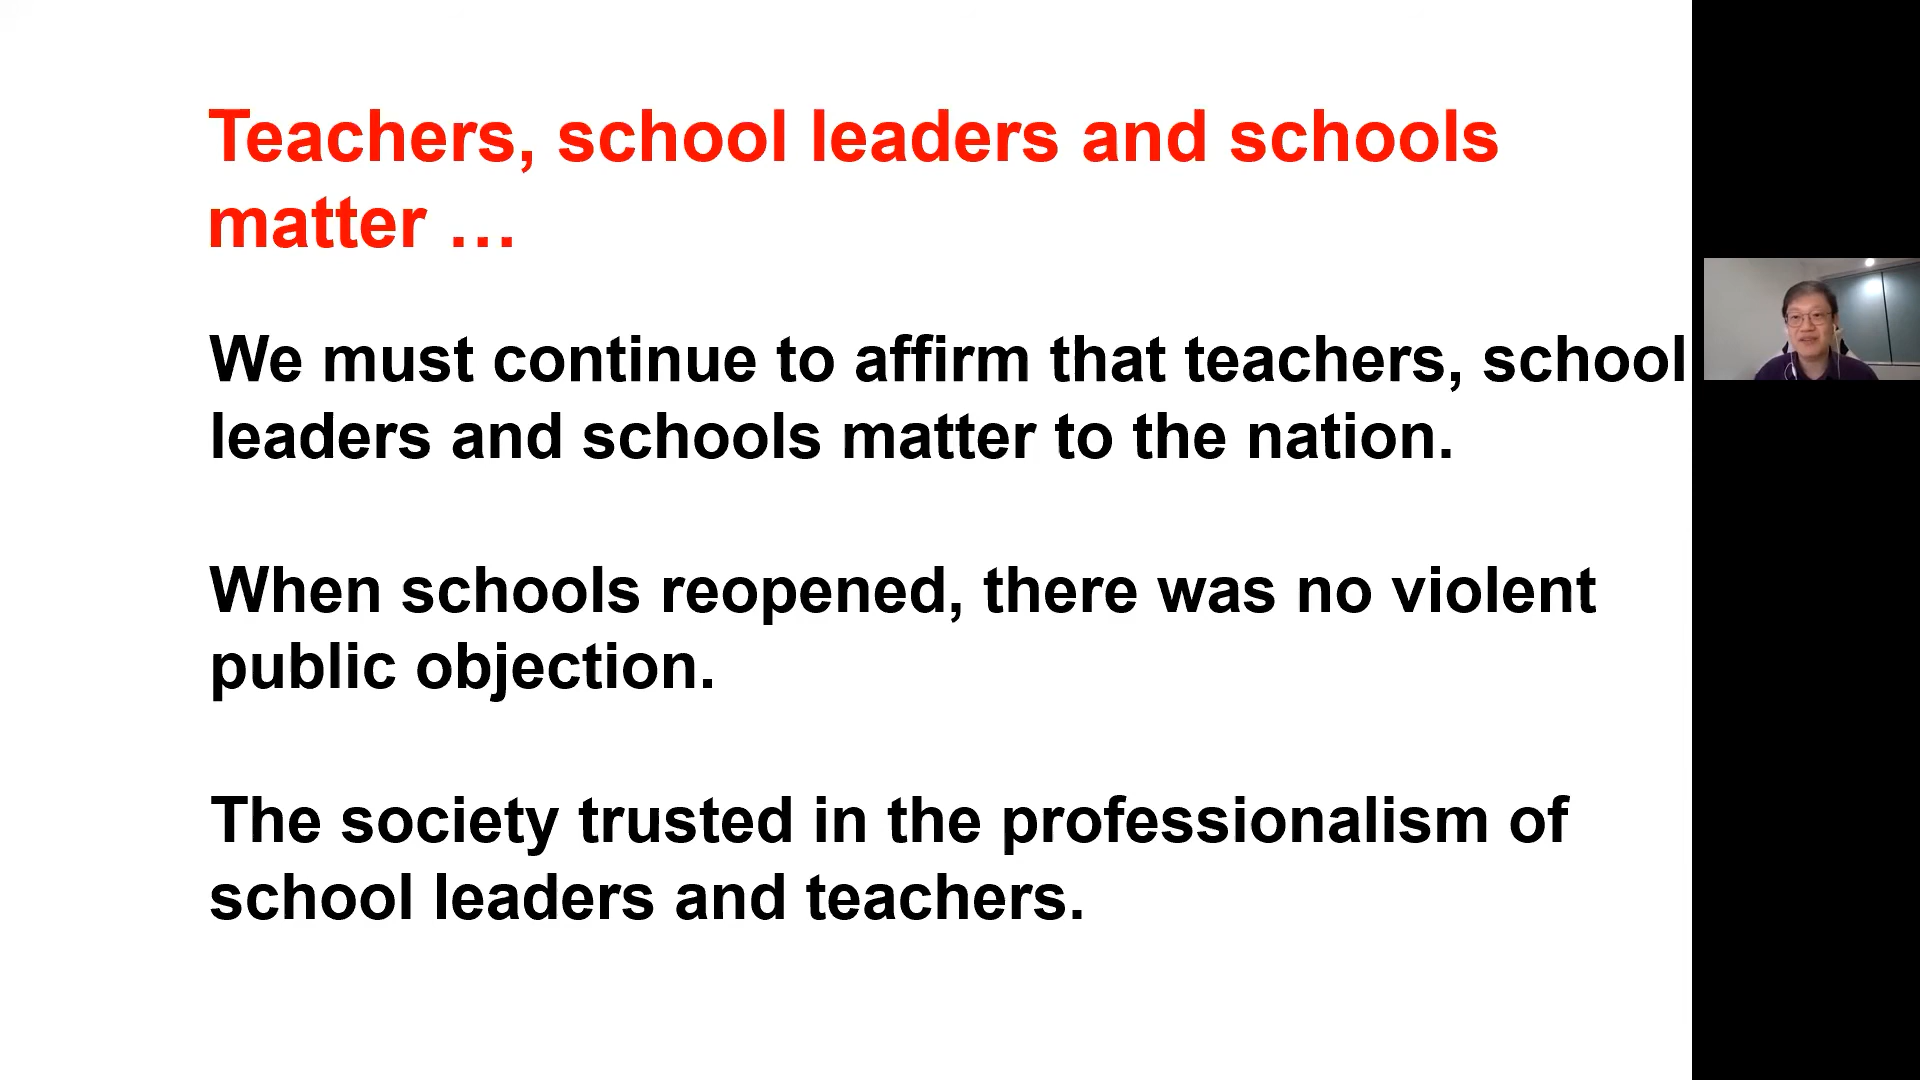 Teachers, school leaders and schools
matter …
We must continue to affirm that teachers, school
leaders and schools matter to the nation.
When schools reopened, there was no violent
public objection.
The society trusted in the professionalism of
school leaders and teachers.